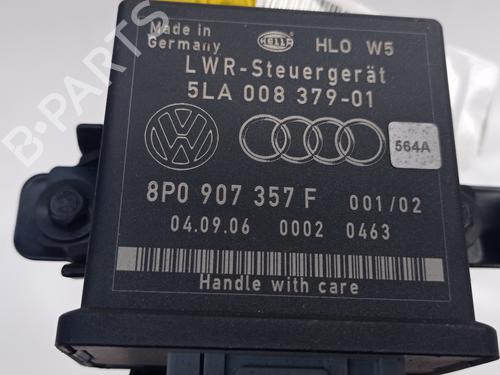 Made in
Germany
HELLA
HLO W5
LWR-Steuergerät
5LA 008 379-01
564A
8P0 907 357 F 001/02
04.09.06 0002 0463
Handle with care
B-PARTS